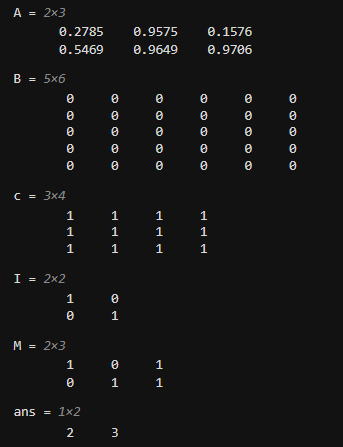 A = 2×3
0.2785 0.9575 0.1576
0.5469 0.9649 0.9706
B = 5×6
0 0 0 0 0 0
0 0 0 0 0 0
0 0 0 0 0 0
0 0 0 0 0 0
0 0 0 0 0 0
c = 3×4
1 1 1 1
1 1 1 1
1 1 1 1
I = 2×2
1 0
0 1
M = 2×3
1 0 1
0 1 1
ans = 1×2
2 3